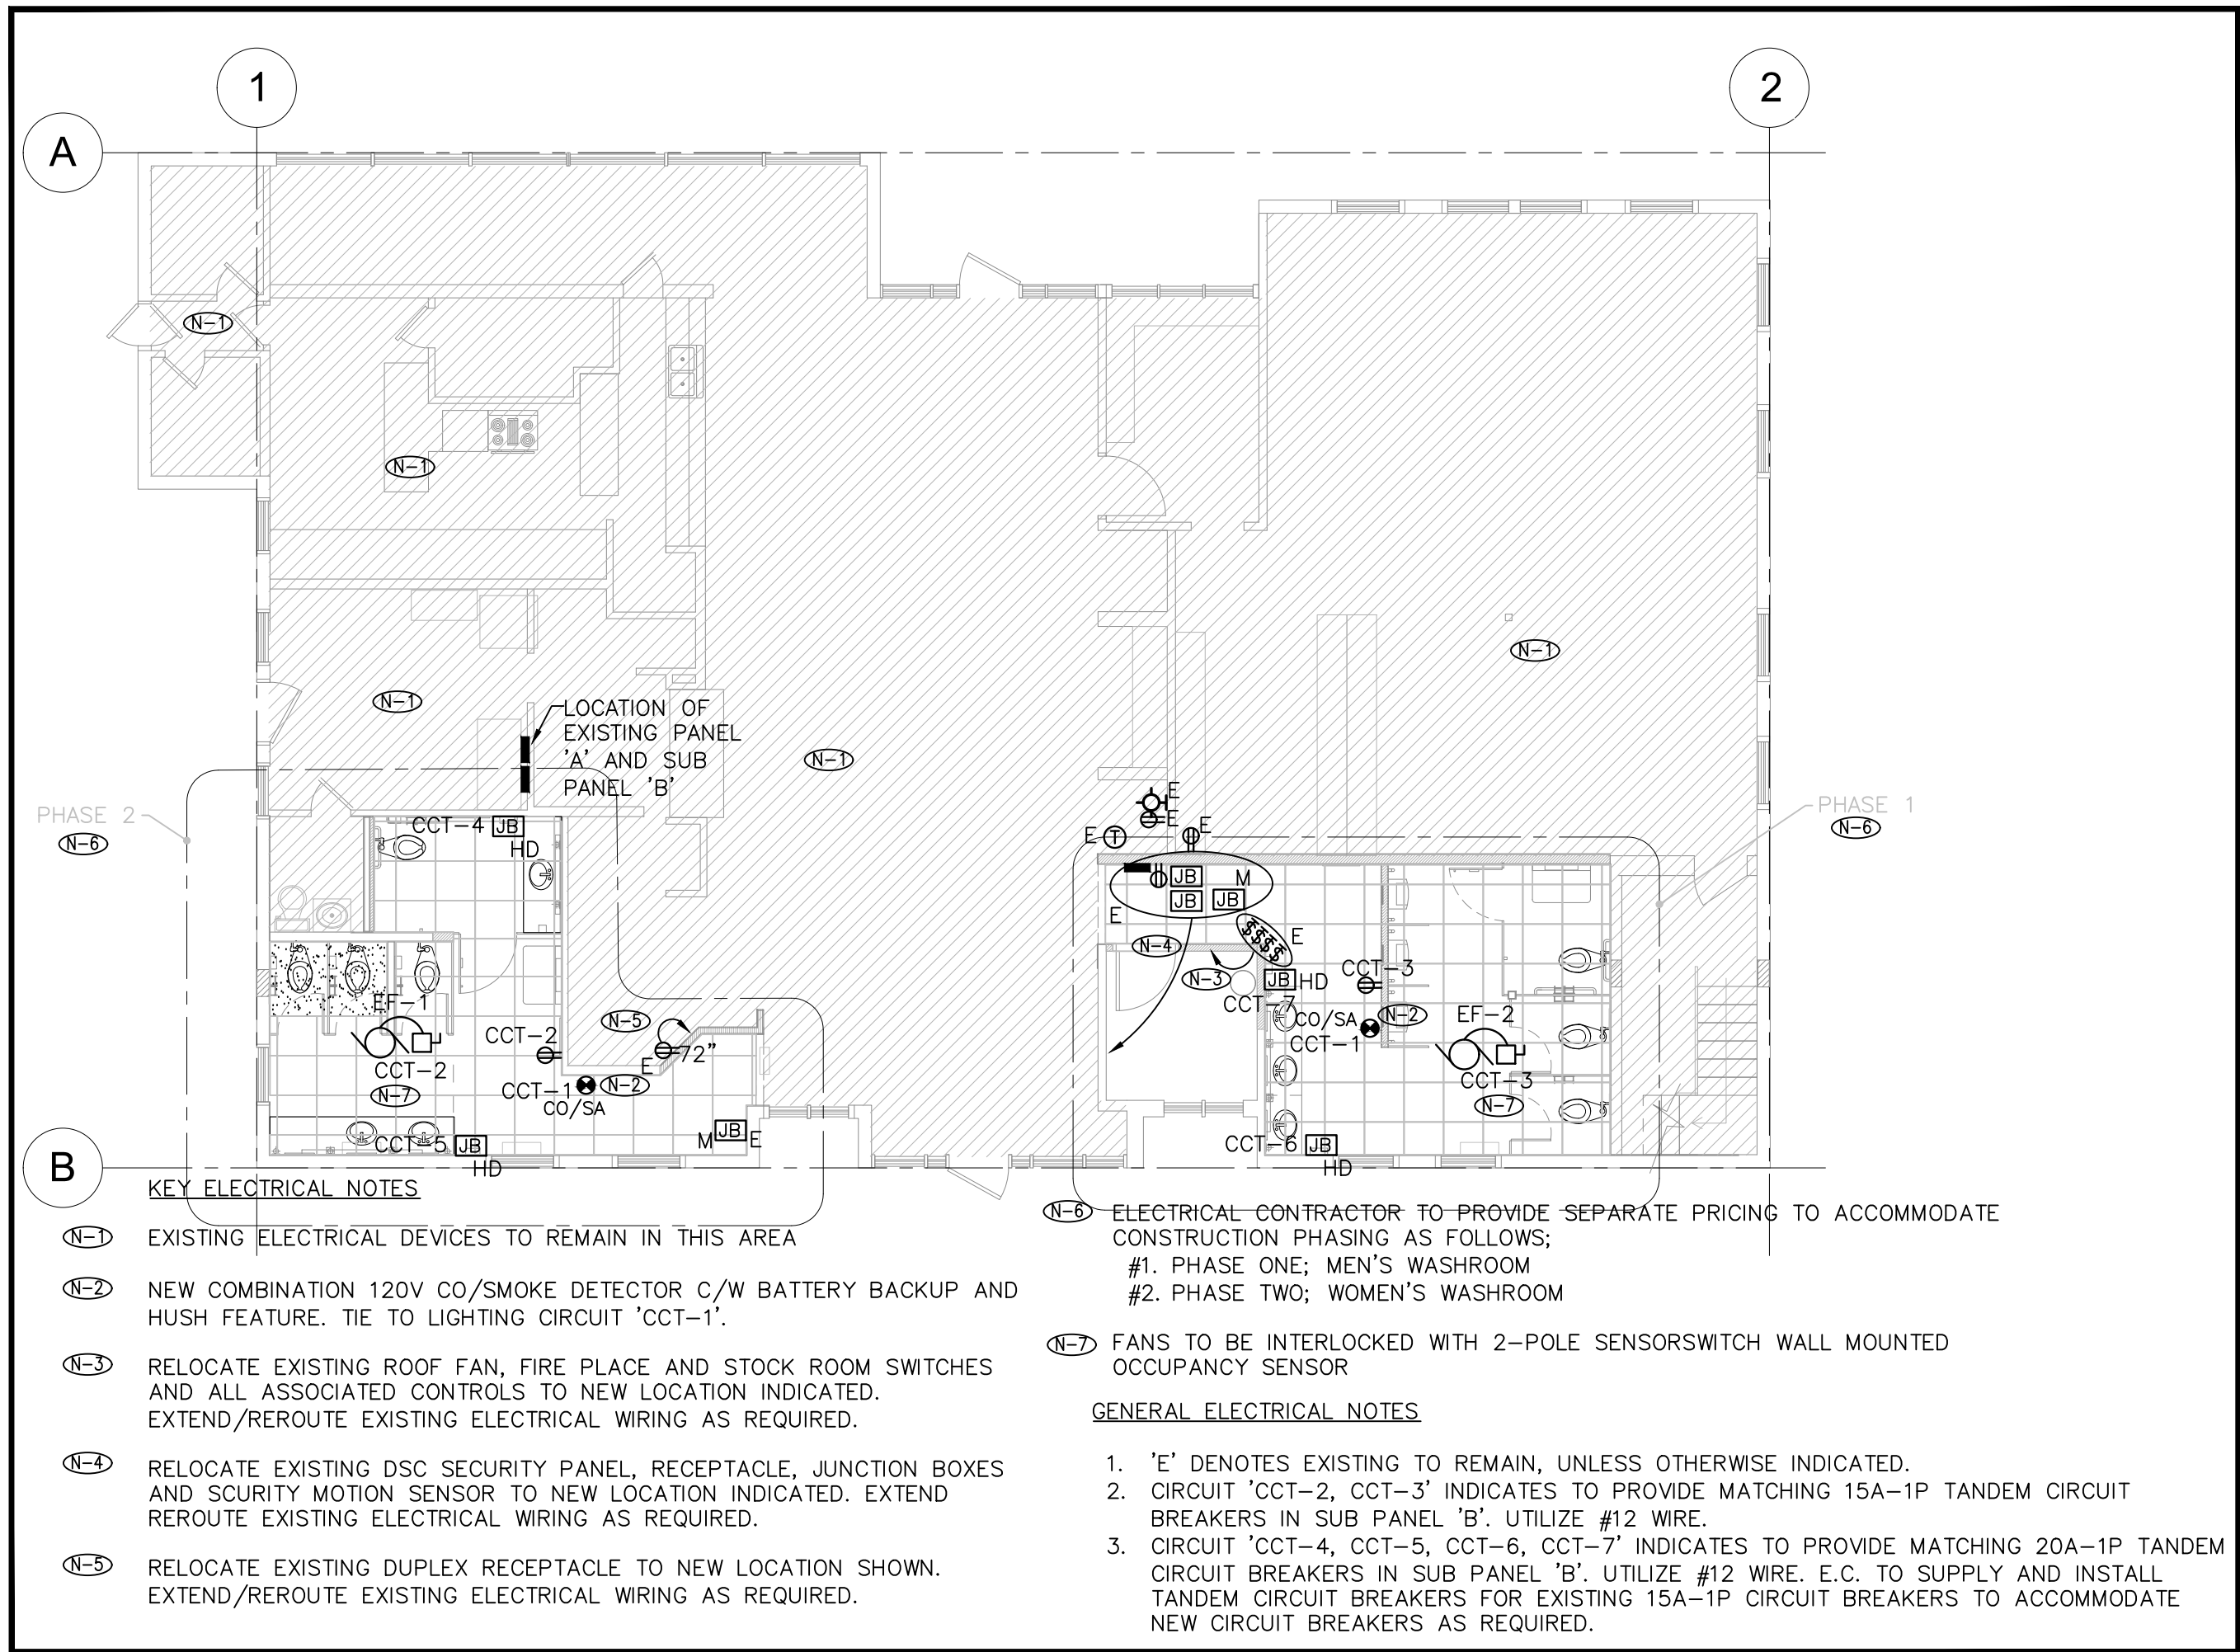 1
2
A
N-1
N-1
N-1
N-1
LOCATION OF
EXISTING PANEL
'A' AND SUB
PANEL 'B'
N-1
PHASE 2
N-6
PHASE 1
N-6
E
E
E
E T
CCT-4 JB
HD
JB M
JB JB
E
N-4
$$$$ E
N-3
JB HD
CCT-7
CCT-3
CO/SA
N-2
CCT-1
EF-2
CCT-3
N-7
CCT-6 JB
HD
EF-1
CCT-2
N-7
CCT-2
N-5
72"
E
CCT-1 N-2
CO/SA
CCT-5 JB
HD
M JB E
B
KEY ELECTRICAL NOTES
N-1 EXISTING ELECTRICAL DEVICES TO REMAIN IN THIS AREA
N-2 NEW COMBINATION 120V CO/SMOKE DETECTOR C/W BATTERY BACKUP AND
HUSH FEATURE. TIE TO LIGHTING CIRCUIT 'CCT-1'.
N-3 RELOCATE EXISTING ROOF FAN, FIRE PLACE AND STOCK ROOM SWITCHES
AND ALL ASSOCIATED CONTROLS TO NEW LOCATION INDICATED.
EXTEND/REROUTE EXISTING ELECTRICAL WIRING AS REQUIRED.
N-4 RELOCATE EXISTING DSC SECURITY PANEL, RECEPTACLE, JUNCTION BOXES
AND SCURITY MOTION SENSOR TO NEW LOCATION INDICATED. EXTEND
REROUTE EXISTING ELECTRICAL WIRING AS REQUIRED.
N-5 RELOCATE EXISTING DUPLEX RECEPTACLE TO NEW LOCATION SHOWN.
EXTEND/REROUTE EXISTING ELECTRICAL WIRING AS REQUIRED.
N-6 ELECTRICAL CONTRACTOR TO PROVIDE SEPARATE PRICING TO ACCOMMODATE
CONSTRUCTION PHASING AS FOLLOWS;
#1. PHASE ONE; MEN'S WASHROOM
#2. PHASE TWO; WOMEN'S WASHROOM
N-7 FANS TO BE INTERLOCKED WITH 2-POLE SENSORSWITCH WALL MOUNTED
OCCUPANCY SENSOR
GENERAL ELECTRICAL NOTES
1. 'E' DENOTES EXISTING TO REMAIN, UNLESS OTHERWISE INDICATED.
2. CIRCUIT 'CCT-2, CCT-3' INDICATES TO PROVIDE MATCHING 15A-1P TANDEM CIRCUIT
BREAKERS IN SUB PANEL 'B'. UTILIZE #12 WIRE.
3. CIRCUIT 'CCT-4, CCT-5, CCT-6, CCT-7' INDICATES TO PROVIDE MATCHING 20A-1P TANDEM
CIRCUIT BREAKERS IN SUB PANEL 'B'. UTILIZE #12 WIRE. E.C. TO SUPPLY AND INSTALL
TANDEM CIRCUIT BREAKERS FOR EXISTING 15A-1P CIRCUIT BREAKERS TO ACCOMMODATE
NEW CIRCUIT BREAKERS AS REQUIRED.